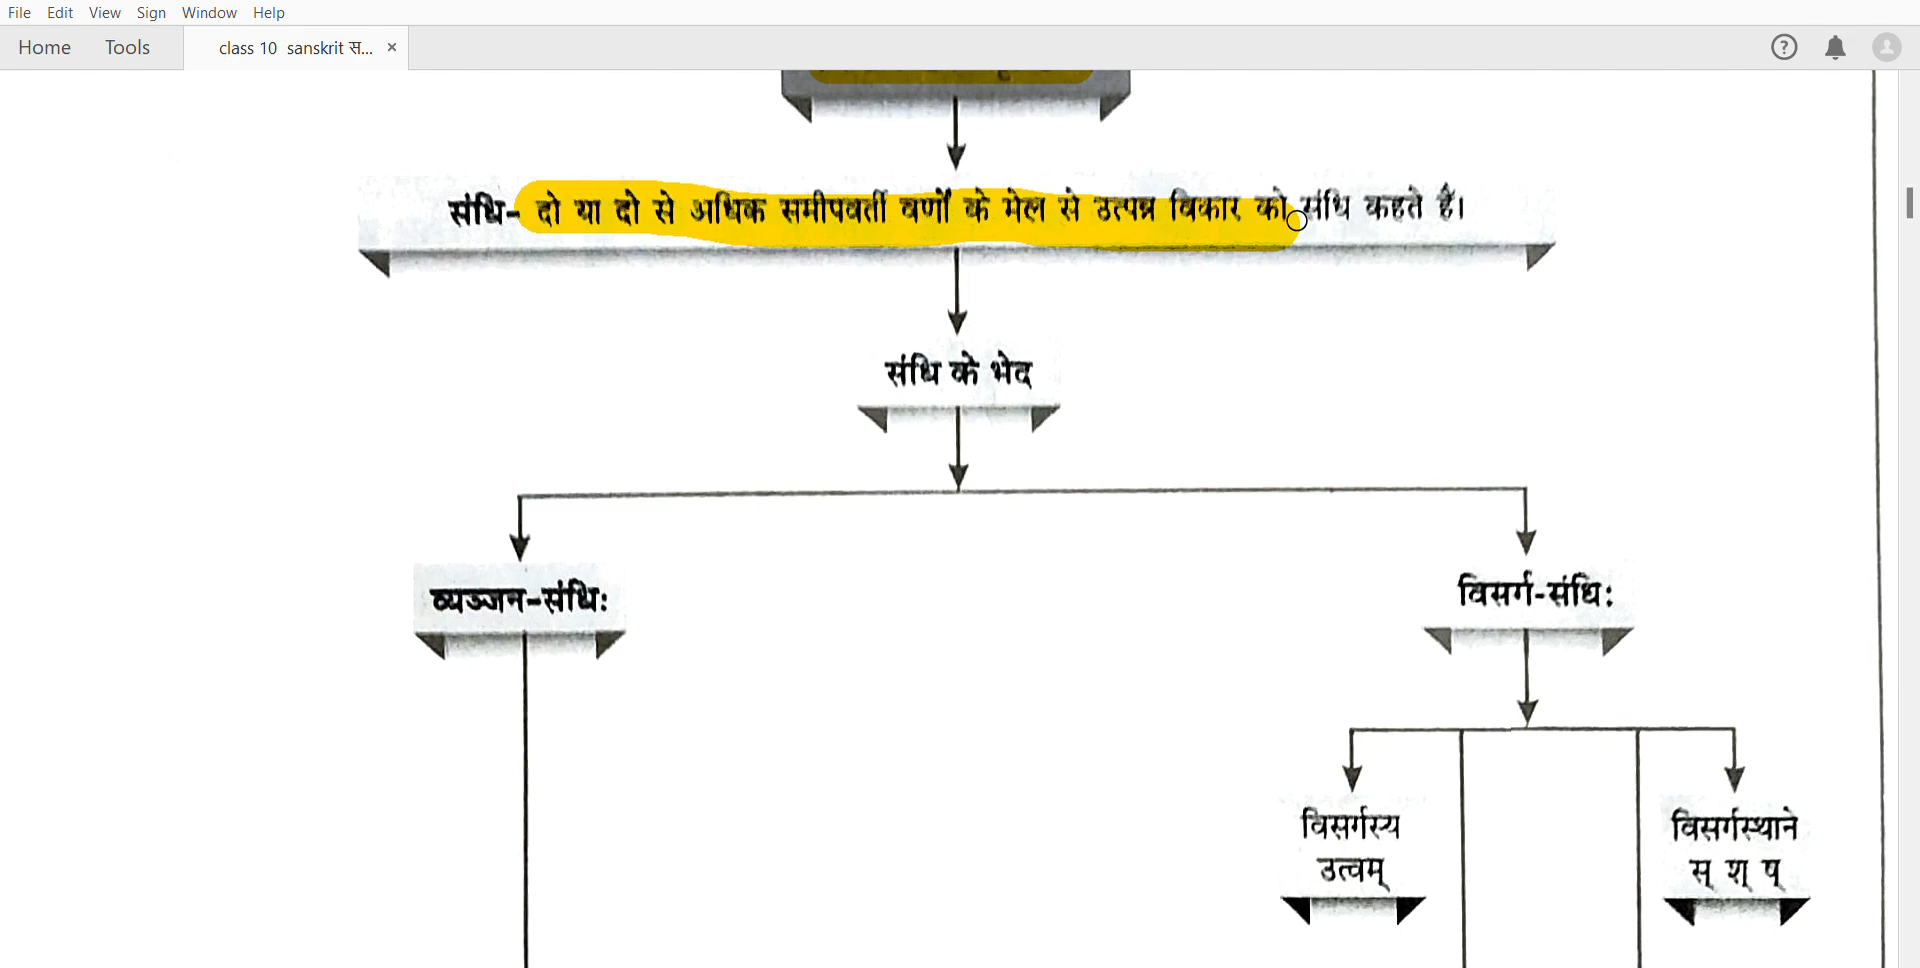 File Edit View Sign Window Help
Home Tools class 10 sanskrit स... ×
संधि- दो या दो से अधिक समीपवर्ती वर्णों के मेल से उत्पन्न विकार को संधि कहते हैं।
संधि के भेद
व्यञ्जन-संधिः
विसर्ग-संधिः
विसर्गस्य
उत्वम्
विसर्गस्थाने
स् श् ष्